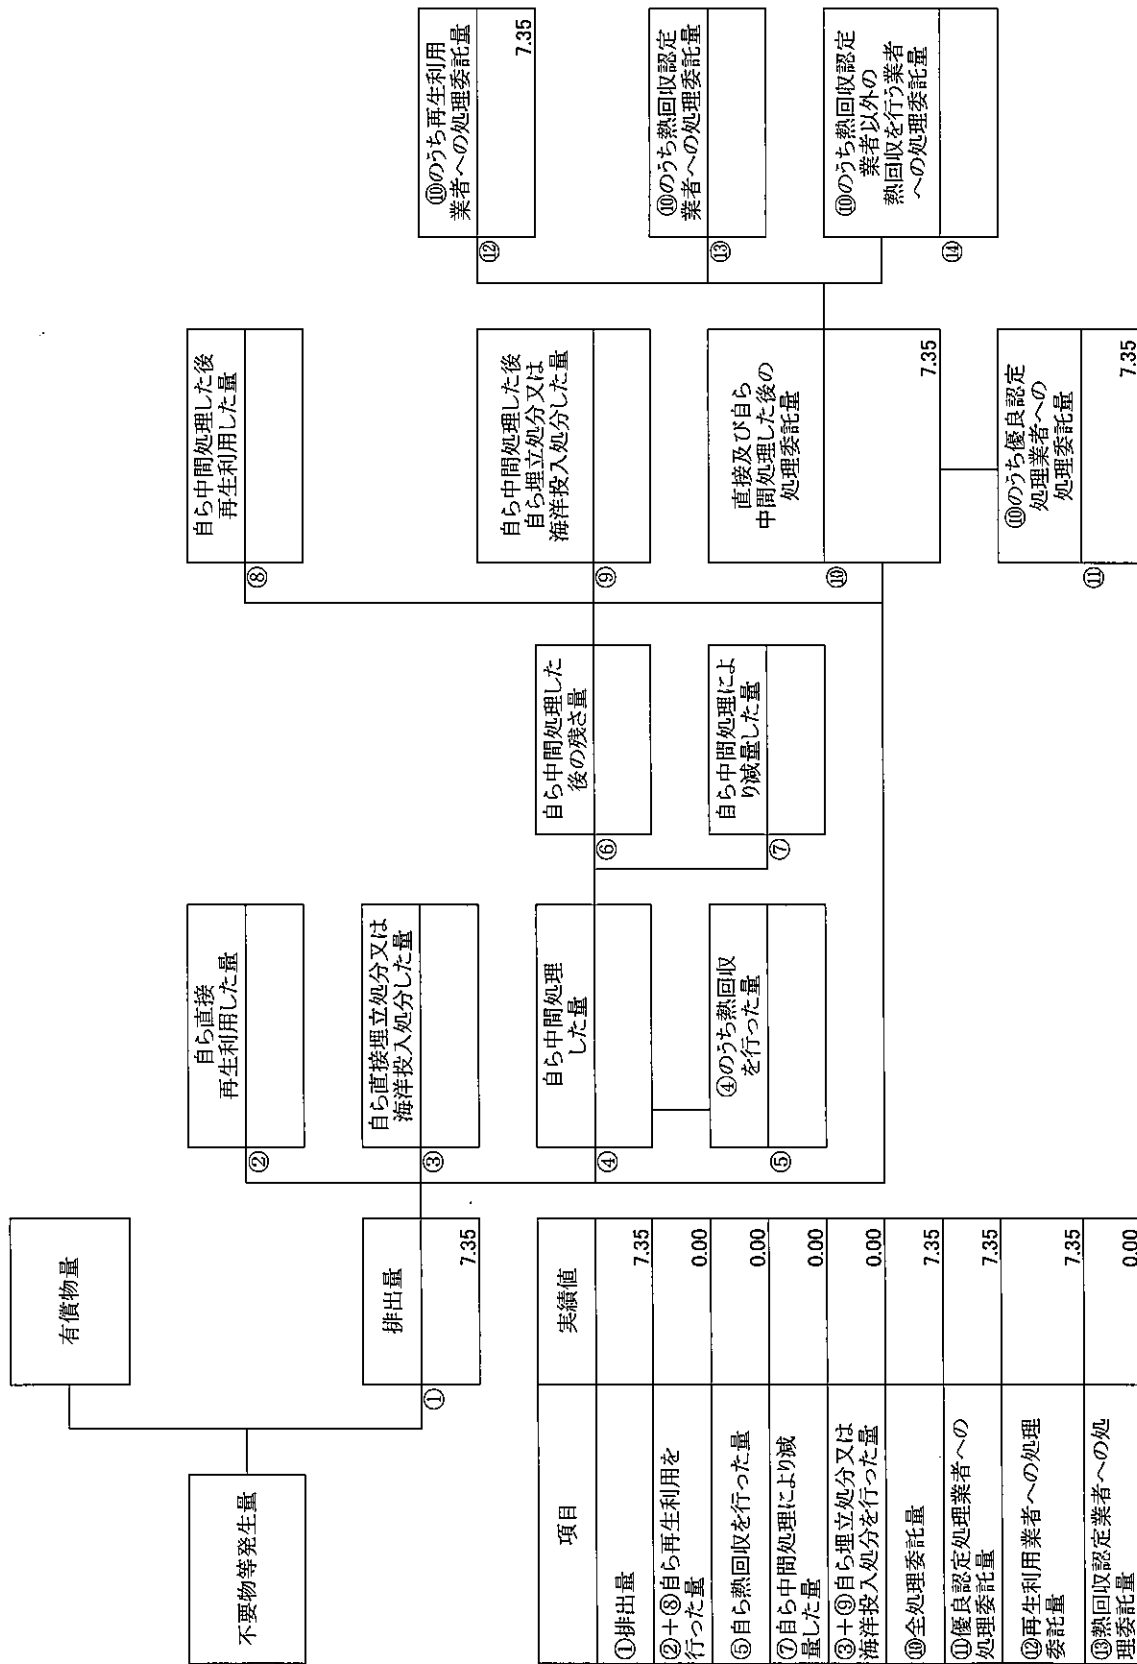 不要物等発生量
有償物量
排出量
①
7.35
自ら直接
再生利用した量
②
自ら直接埋立処分又は
海洋投入処分した量
③
自ら中間処理
した量
④
④のうち熱回収
を行った量
⑤
自ら中間処理した
後の残さ量
⑥
自ら中間処理によ
り減量した量
⑦
自ら中間処理した後
再生利用した量
⑧
自ら中間処理した後
自ら埋立処分又は
海洋投入処分した量
⑨
直接及び自ら
中間処理した後の
処理委託量
⑩
7.35
⑩のうち優良認定
処理業者への
処理委託量
⑪
7.35
⑩のうち再生利用
業者への処理委託量
⑫
7.35
⑩のうち熱回収認定
業者への処理委託量
⑬
⑩のうち熱回収認定
業者以外の
熱回収を行う業者
への処理委託量
⑭
項目 実績値
①排出量 7.35
②+⑧自ら再生利用を
行った量 0.00
⑤自ら熱回収を行った量 0.00
⑦自ら中間処理により減
量した量 0.00
③+⑨自ら埋立処分又は
海洋投入処分を行った量 0.00
⑩全処理委託量 7.35
⑪優良認定処理業者への
処理委託量 7.35
⑫再生利用業者への処理
委託量 7.35
⑬熱回収認定業者への処
理委託量 0.00